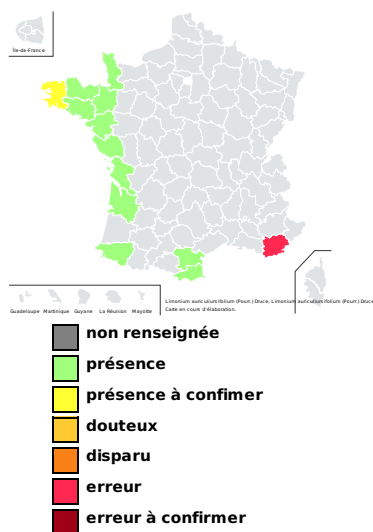 Île-de-France
Guadeloupe Martinique Guyane La Réunion Mayotte
Limonium auriculiursifolium (Pourr.) Druce, Limonium auriculiursifolium (Pourr.) Druce
Carte en cours d'élaboration.
non renseignée
présence
présence à confimer
douteux
disparu
erreur
erreur à confirmer